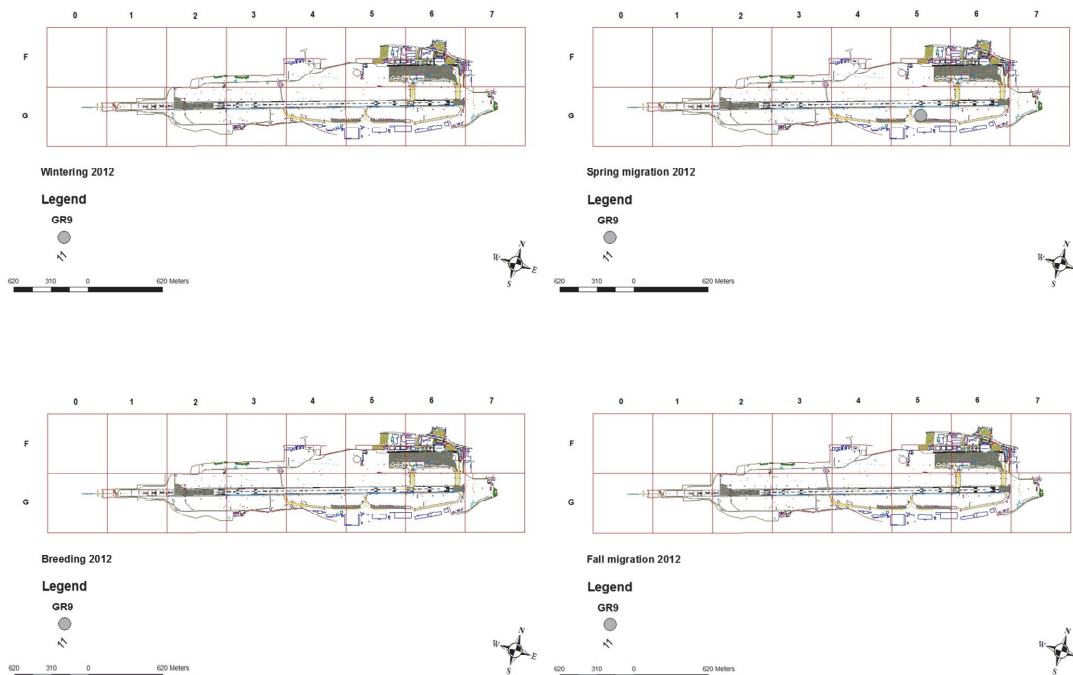 0 1 2 3 4 5 6 7
F
G
Wintering 2012
Legend
GR9
11
N
W E
S
620 310 0 620 Meters
0 1 2 3 4 5 6 7
F
G
Spring migration 2012
Legend
GR9
11
N
W
S
620 310 0 620 Meters
0 1 2 3 4 5 6 7
F
G
Breeding 2012
Legend
GR9
11
N
W E
S
620 310 0 620 Meters
0 1 2 3 4 5 6 7
F
G
Fall migration 2012
Legend
GR9
11
N
W
S
620 310 0 620 Meters